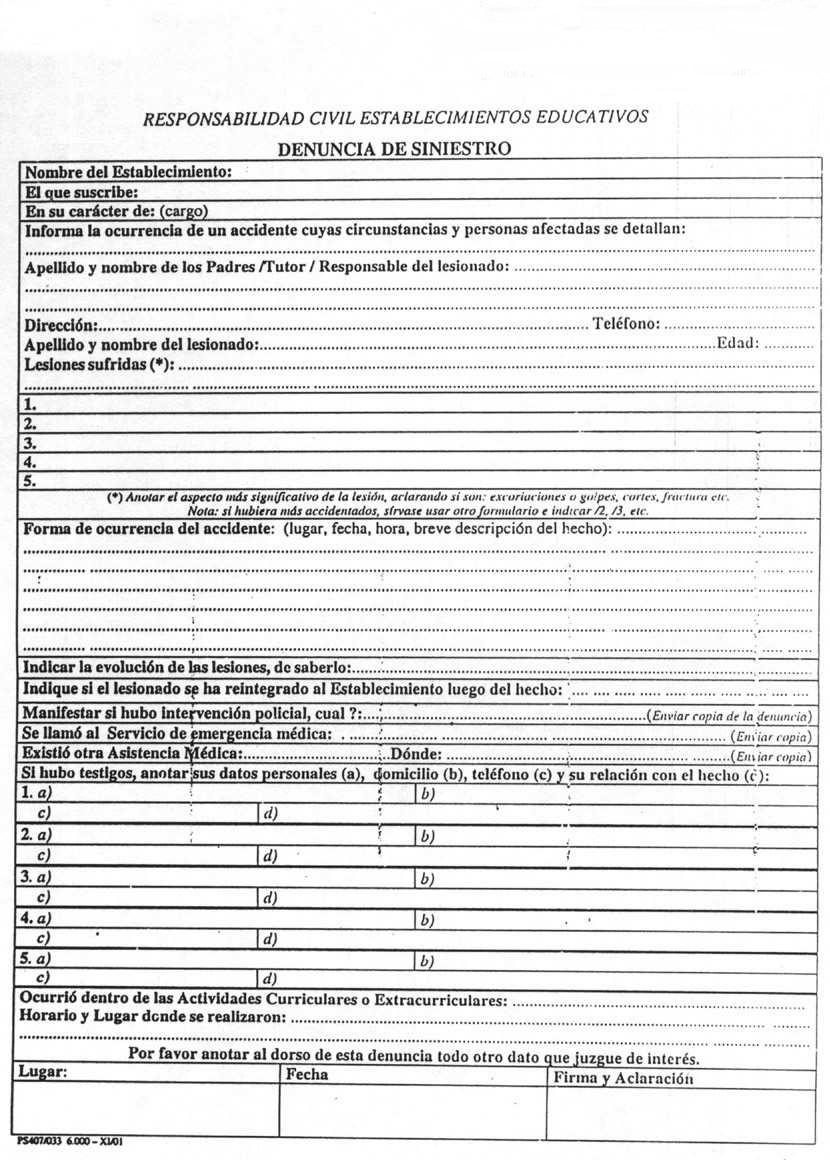 RESPONSABILIDAD CIVIL ESTABLECIMIENTOS EDUCATIVOS
DENUNCIA DE SINIESTRO
Nombre del Establecimiento:
El que suscribe:
En su carácter de: (cargo)
Informa la ocurrencia de un accidente cuyas circunstancias y personas afectadas se detallan:
Apellido y nombre de los Padres /Tutor / Responsable del lesionado:
Dirección: Teléfono:
Apellido y nombre del lesionado: Edad:
Lesiones sufridas (*):
1.
2.
3.
4.
5.
(*) Anotar el aspecto más significativo de la lesión, aclarando si son: excoriaciones o golpes, cortes, fractura etc.
Nota: si hubiera más accidentados, sírvase usar otro formulario e indicar /2, /3, etc.
Forma de ocurrencia del accidente: (lugar, fecha, hora, breve descripción del hecho):
Indicar la evolución de las lesiones, de saberlo:
Indique si el lesionado se ha reintegrado al Establecimiento luego del hecho:
Manifestar si hubo intervención policial, cual ?: (Enviar copia de la denuncia)
Se llamó al Servicio de emergencia médica: (Enviar copia)
Existió otra Asistencia Médica: Dónde: (Enviar copia)
Si hubo testigos, anotar sus datos personales (a), domicilio (b), teléfono (c) y su relación con el hecho (c):
1. a) b)
c) d)
2. a) b)
c) d)
3. a) b)
c) d)
4. a) b)
c) d)
5. a) b)
c) d)
Ocurrió dentro de las Actividades Curriculares o Extracurriculares:
Horario y Lugar donde se realizaron:
Por favor anotar al dorso de esta denuncia todo otro dato que juzgue de interés.
Lugar: Fecha Firma y Aclaración
PS407/033 6.000 – XI/01